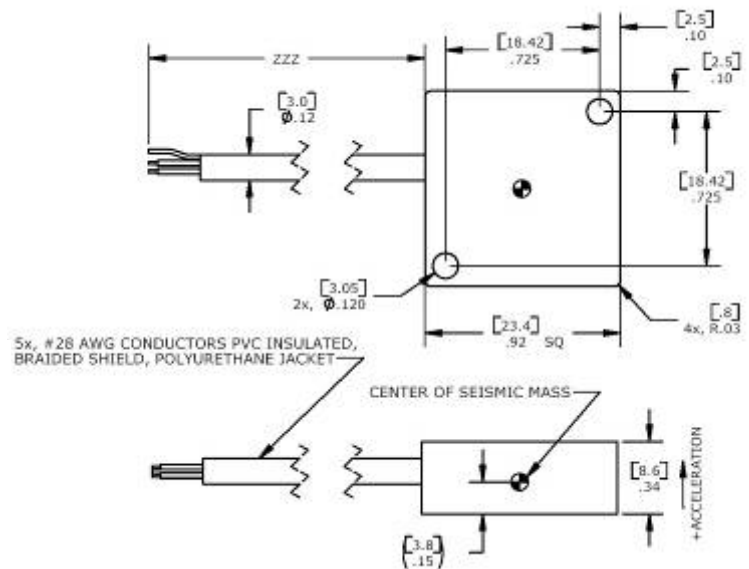 [2.5]
.10
ZZZ
[18.42]
.725
[2.5]
.10
[3.0]
Ø.12
[18.42]
.725
[3.05]
2x, Ø.120
[23.4]
.92 SQ
[.8]
4x, R.03
5x, #28 AWG CONDUCTORS PVC INSULATED,
BRAIDED SHIELD, POLYURETHANE JACKET
CENTER OF SEISMIC MASS
[8.6]
.34
+ACCELERATION
([3.8]
.15)